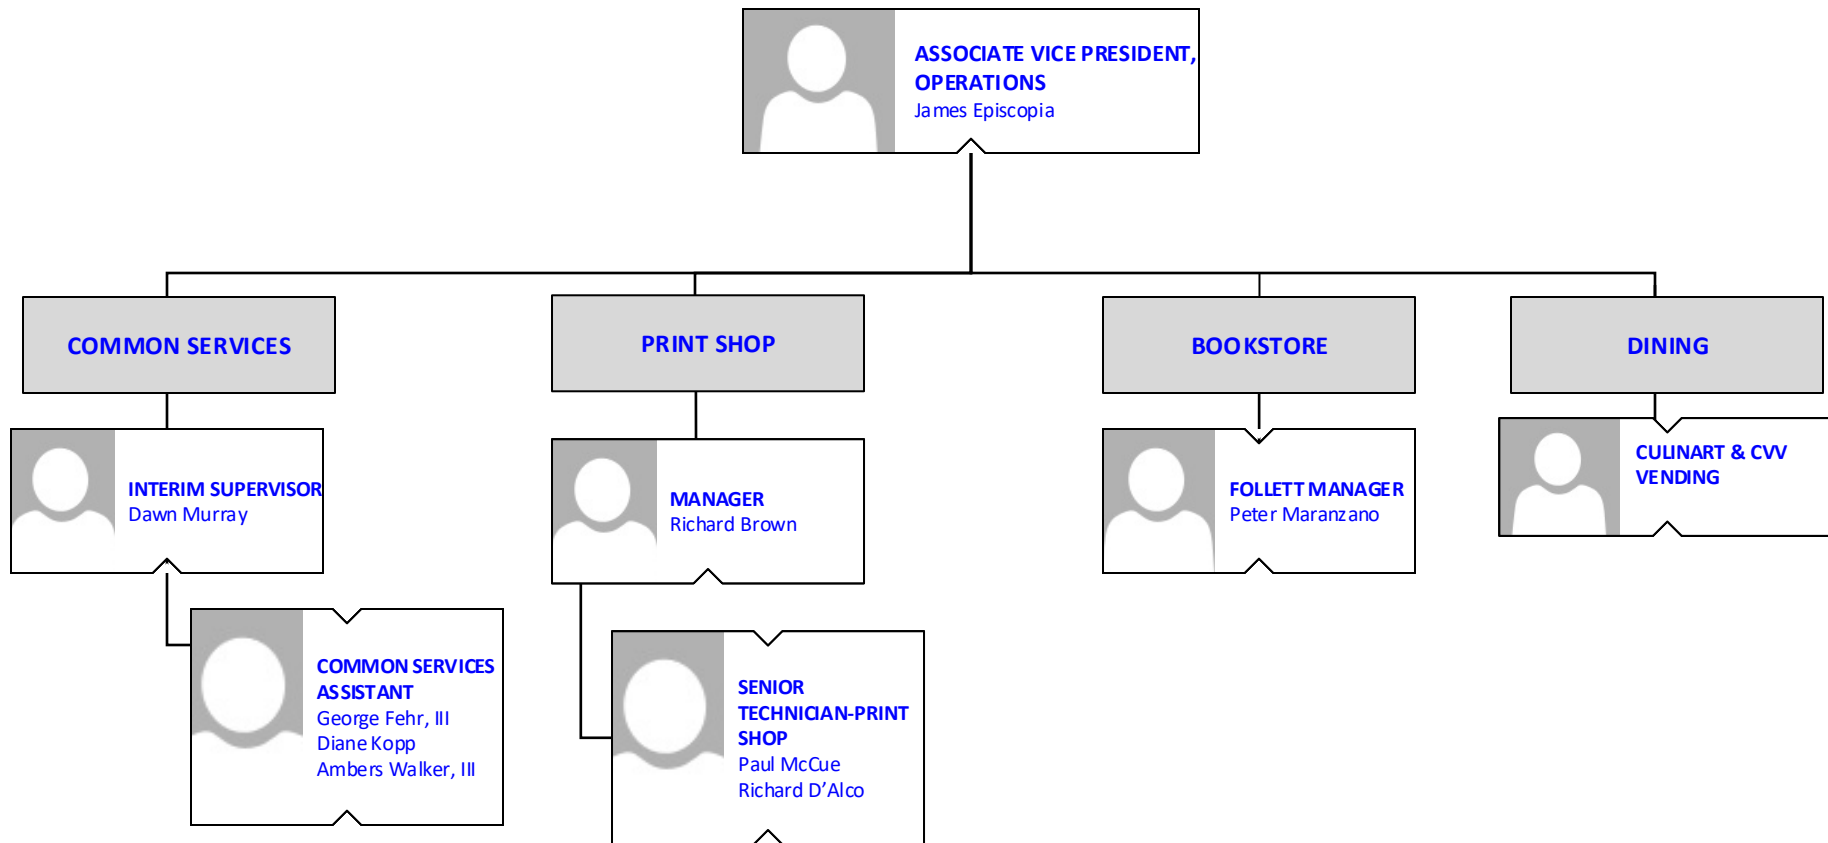 ASSOCIATE VICE PRESIDENT,
OPERATIONS
James Episcopia
COMMON SERVICES
PRINT SHOP
BOOKSTORE
DINING
INTERIM SUPERVISOR
Dawn Murray
MANAGER
Richard Brown
FOLLETT MANAGER
Peter Maranzano
CULINART & CVV
VENDING
COMMON SERVICES
ASSISTANT
George Fehr, III
Diane Kopp
Ambers Walker, III
SENIOR
TECHNICIAN-PRINT
SHOP
Paul McCue
Richard D’Alco